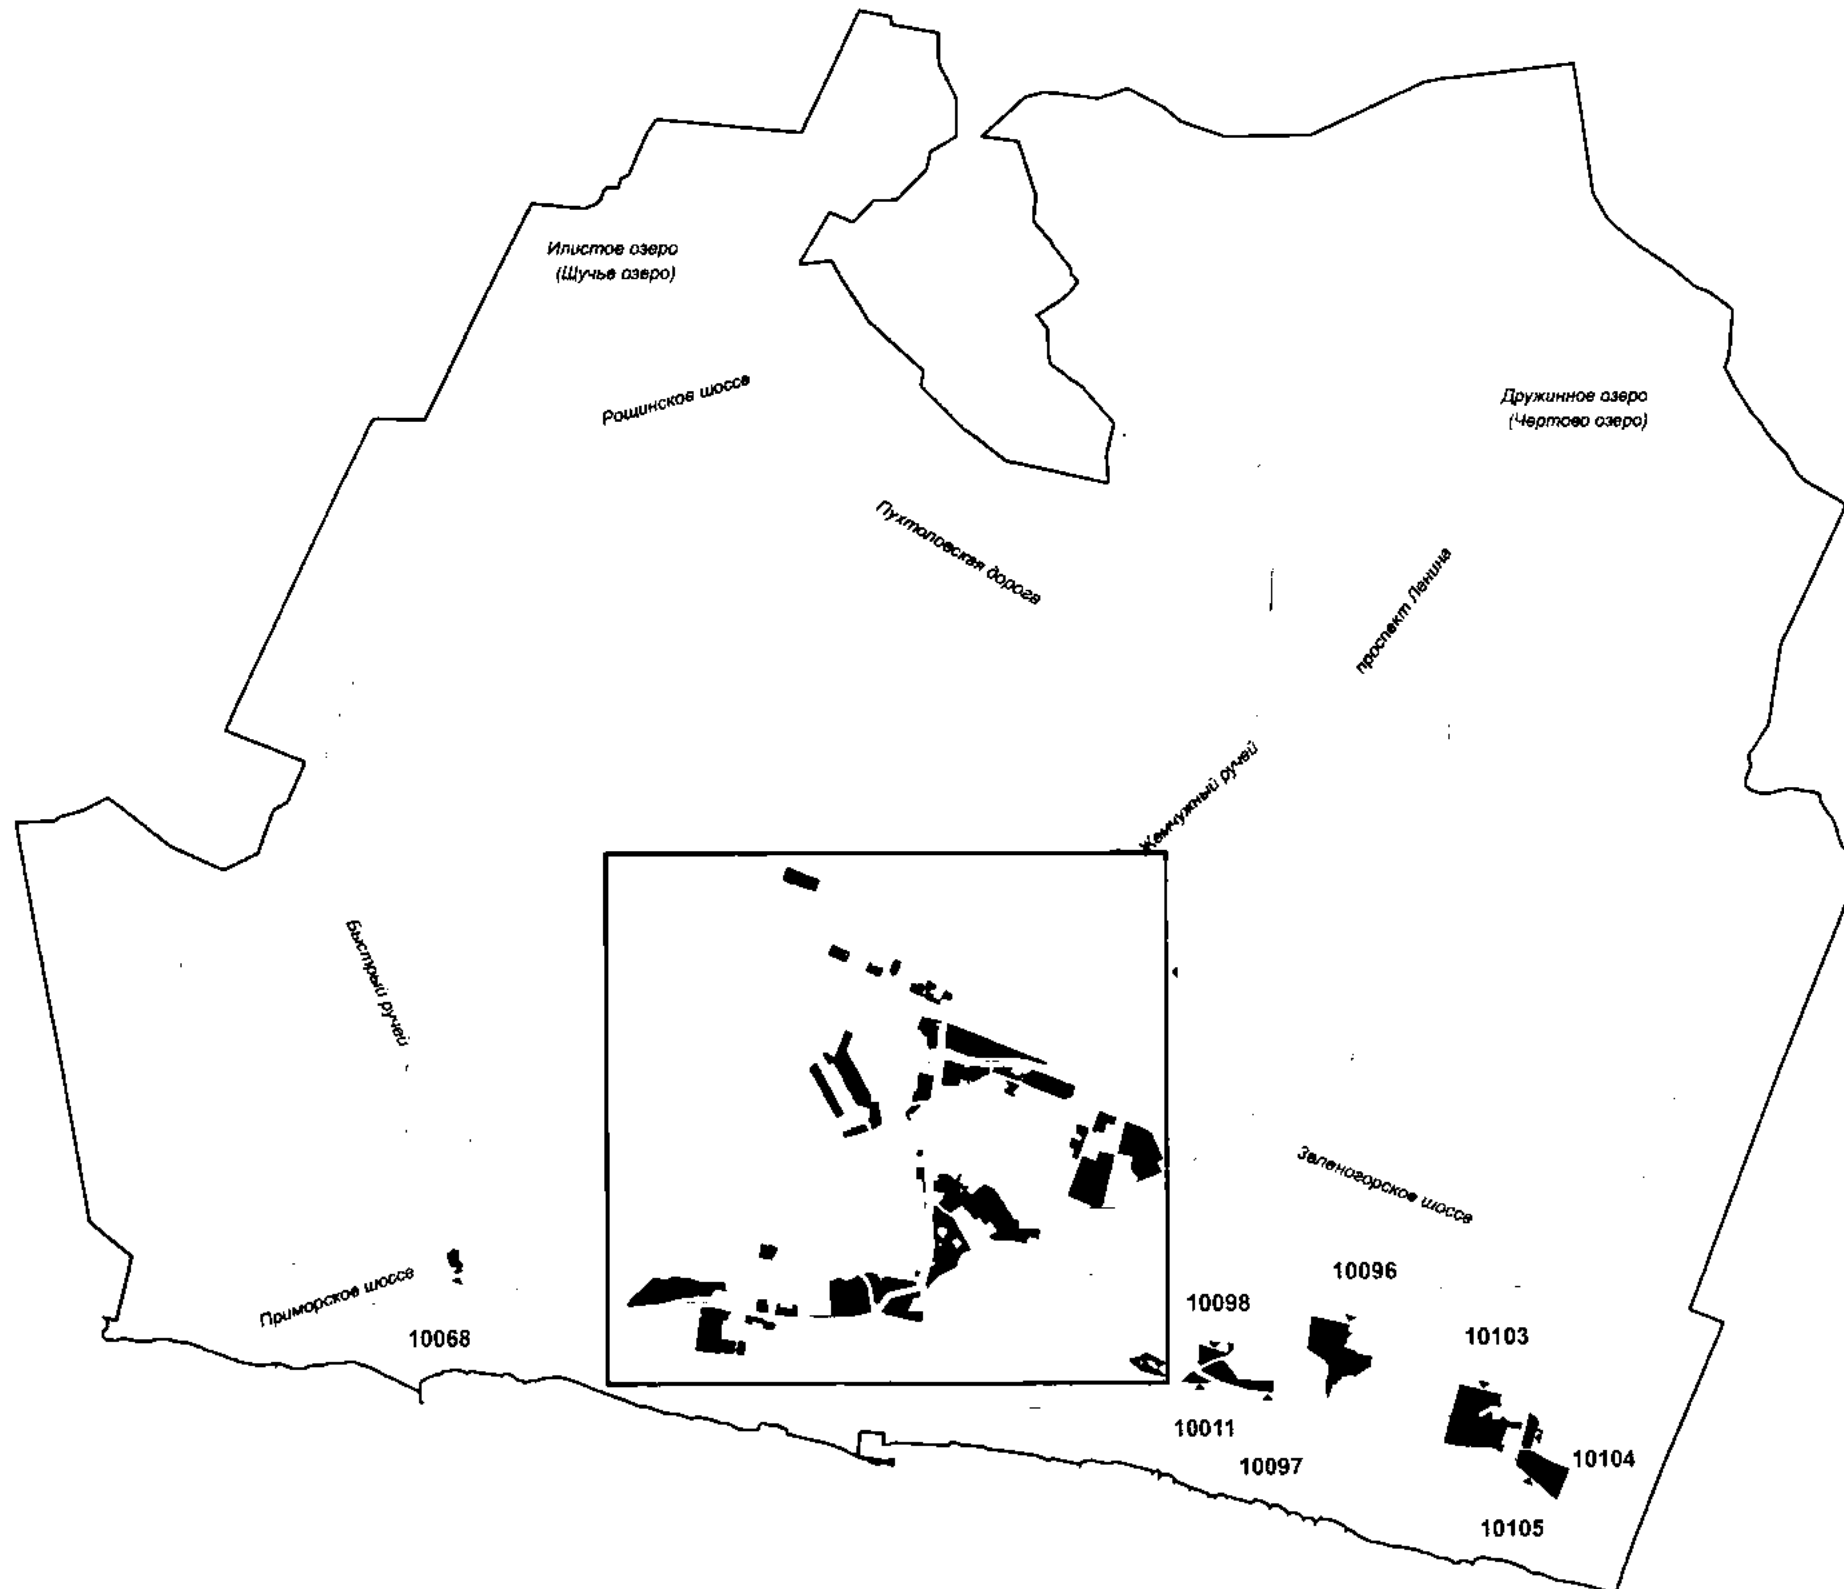 Илистое озеро
(Щучье озеро)
Рощинское шоссе
Дружинное озеро
(Чертово озеро)
Пухтоловская дорога
проспект Ленина
Жемчужный ручей
Быстрый ручей
Зеленогорское шоссе
Приморское шоссе
10068
10096
10098
10103
10011
10097
10104
10105